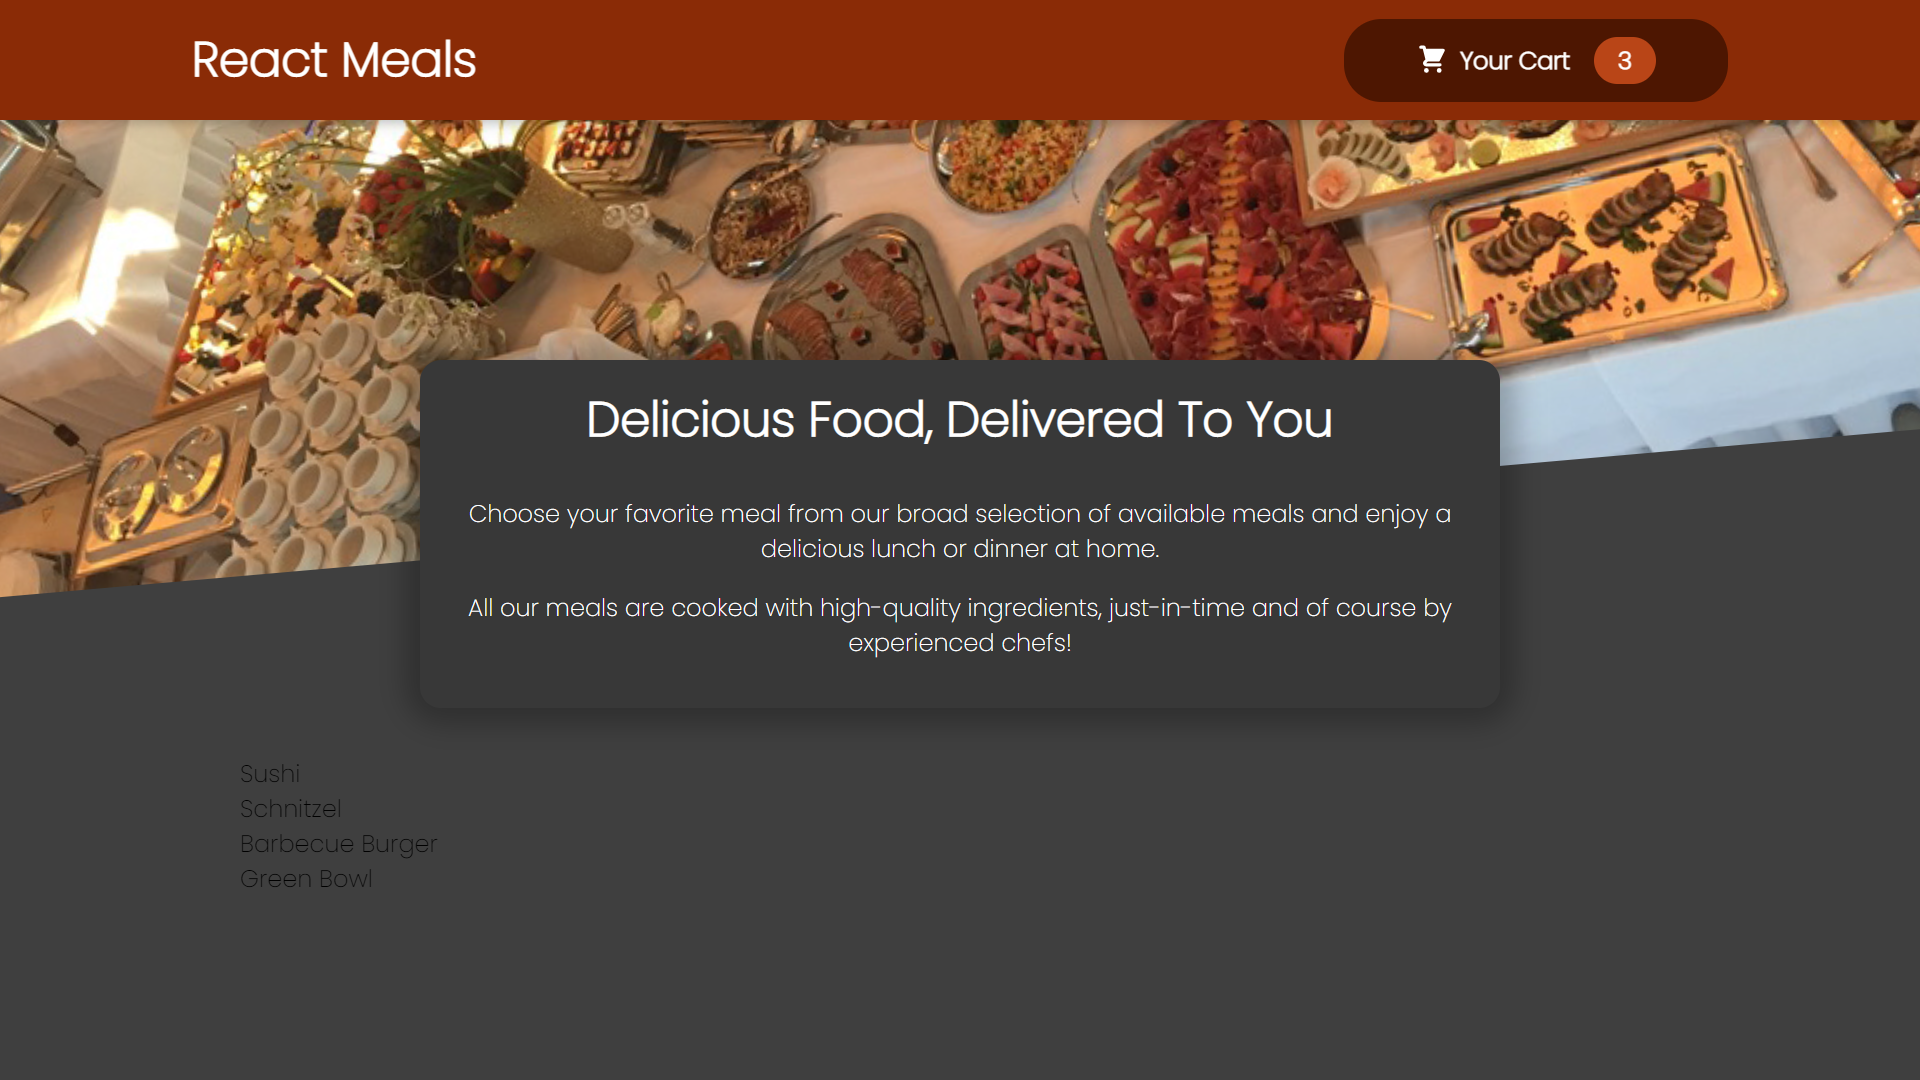 React Meals
Your Cart 3
Delicious Food, Delivered To You
Choose your favorite meal from our broad selection of available meals and enjoy a
delicious lunch or dinner at home.
All our meals are cooked with high-quality ingredients, just-in-time and of course by
experienced chefs!
Sushi
Schnitzel
Barbecue Burger
Green Bowl